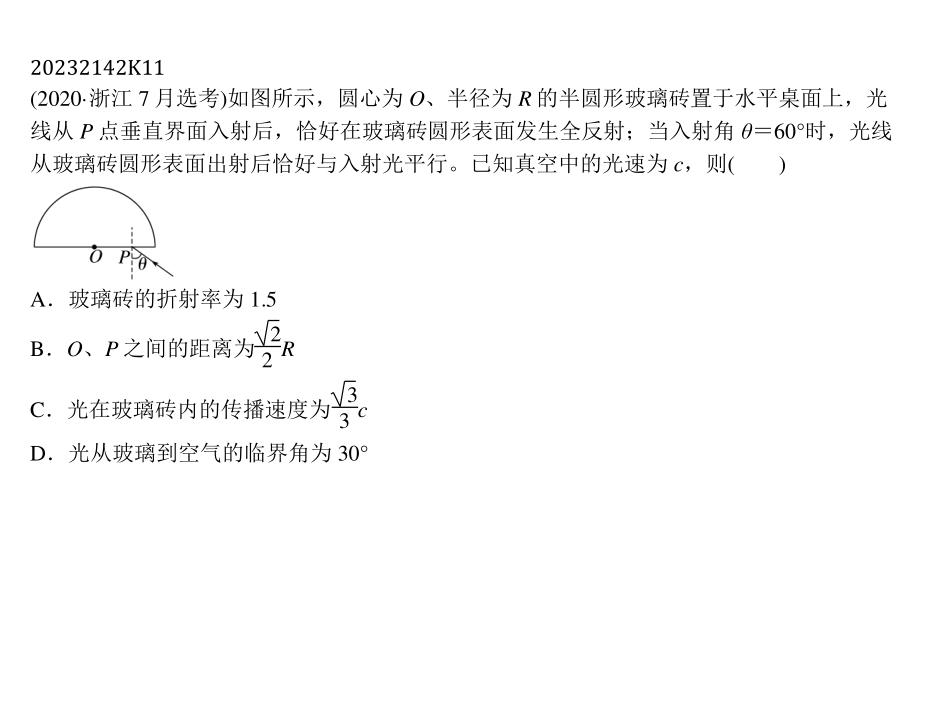 20232142K11
(2020·浙江 7 月选考)如图所示，圆心为 O、半径为 R 的半圆形玻璃砖置于水平桌面上，光
线从 P 点垂直界面入射后，恰好在玻璃砖圆形表面发生全反射；当入射角 θ＝60°时，光线
从玻璃砖圆形表面出射后恰好与入射光平行。已知真空中的光速为 c，则(　　)
O P θ
A．玻璃砖的折射率为 1.5
B．O、P 之间的距离为√2/2 R
C．光在玻璃砖内的传播速度为√3/3 c
D．光从玻璃到空气的临界角为 30°